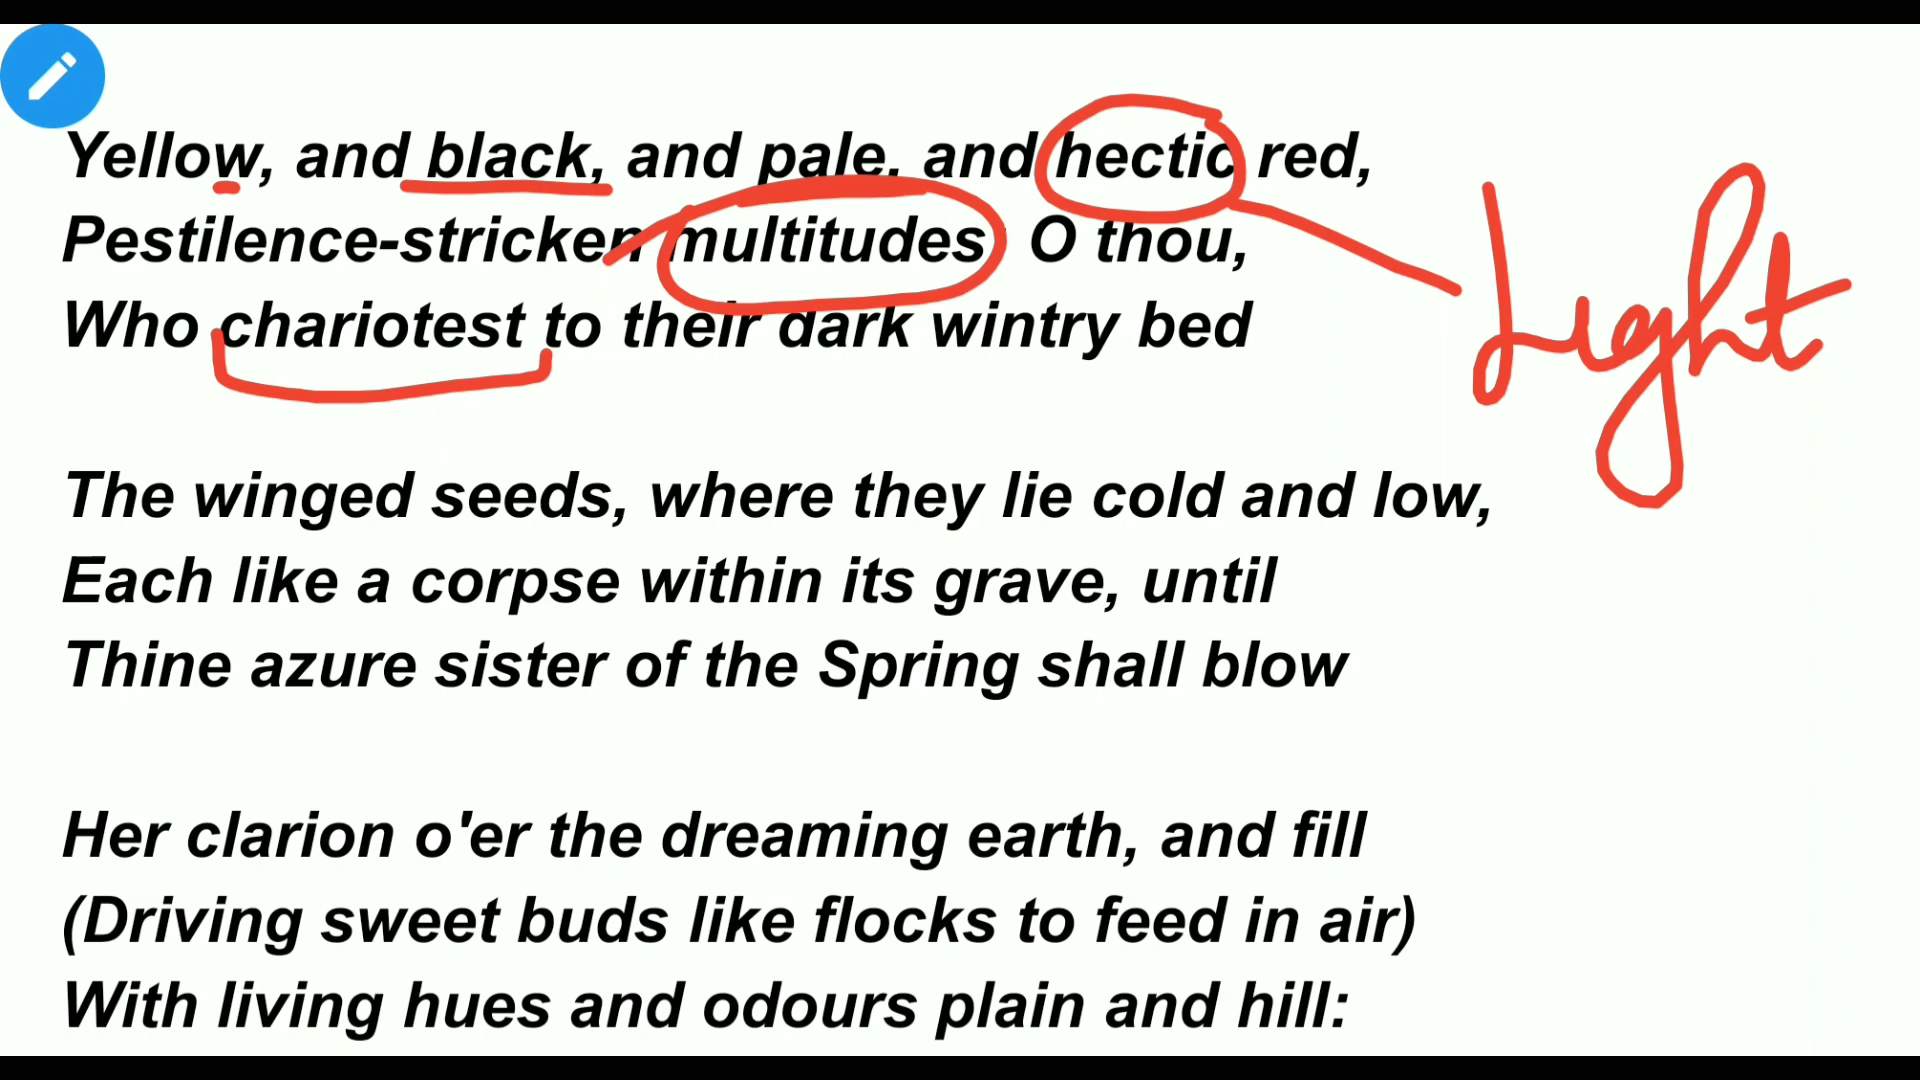 Yellow, and black, and pale, and hectic red,
Pestilence-stricken multitudes O thou,
Who chariotest to their dark wintry bed
Light
The winged seeds, where they lie cold and low,
Each like a corpse within its grave, until
Thine azure sister of the Spring shall blow
Her clarion o'er the dreaming earth, and fill
(Driving sweet buds like flocks to feed in air)
With living hues and odours plain and hill: